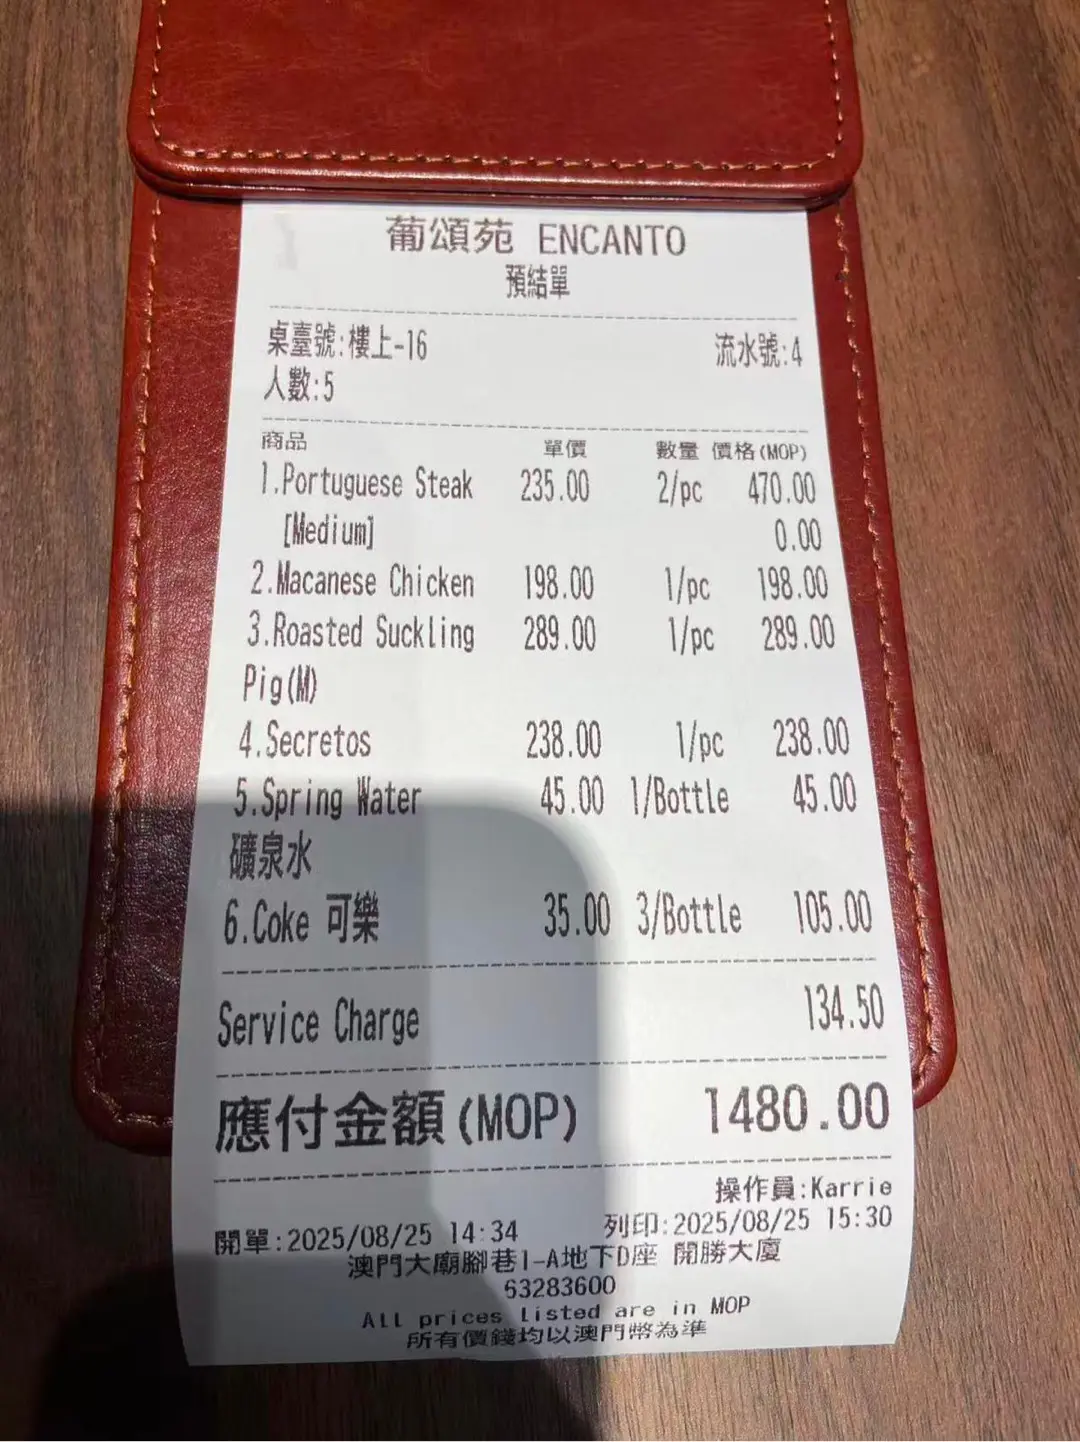 葡頌苑 ENCANTO
預結單
桌臺號:樓上-16 流水號:4
人數:5
商品 單價 數量 價格(MOP)
1.Portuguese Steak 235.00 2/pc 470.00
[Medium] 0.00
2.Macanese Chicken 198.00 1/pc 198.00
3.Roasted Suckling 289.00 1/pc 289.00
Pig(M)
4.Secretos 238.00 1/pc 238.00
5.Spring Water 45.00 1/Bottle 45.00
礦泉水
6.Coke 可樂 35.00 3/Bottle 105.00
Service Charge 134.50
應付金額(MOP) 1480.00
操作員:Karrie
開單:2025/08/25 14:34 列印:2025/08/25 15:30
澳門大廟腳巷1-A地下D座 開勝大廈
63283600
All prices listed are in MOP
所有價錢均以澳門幣為準